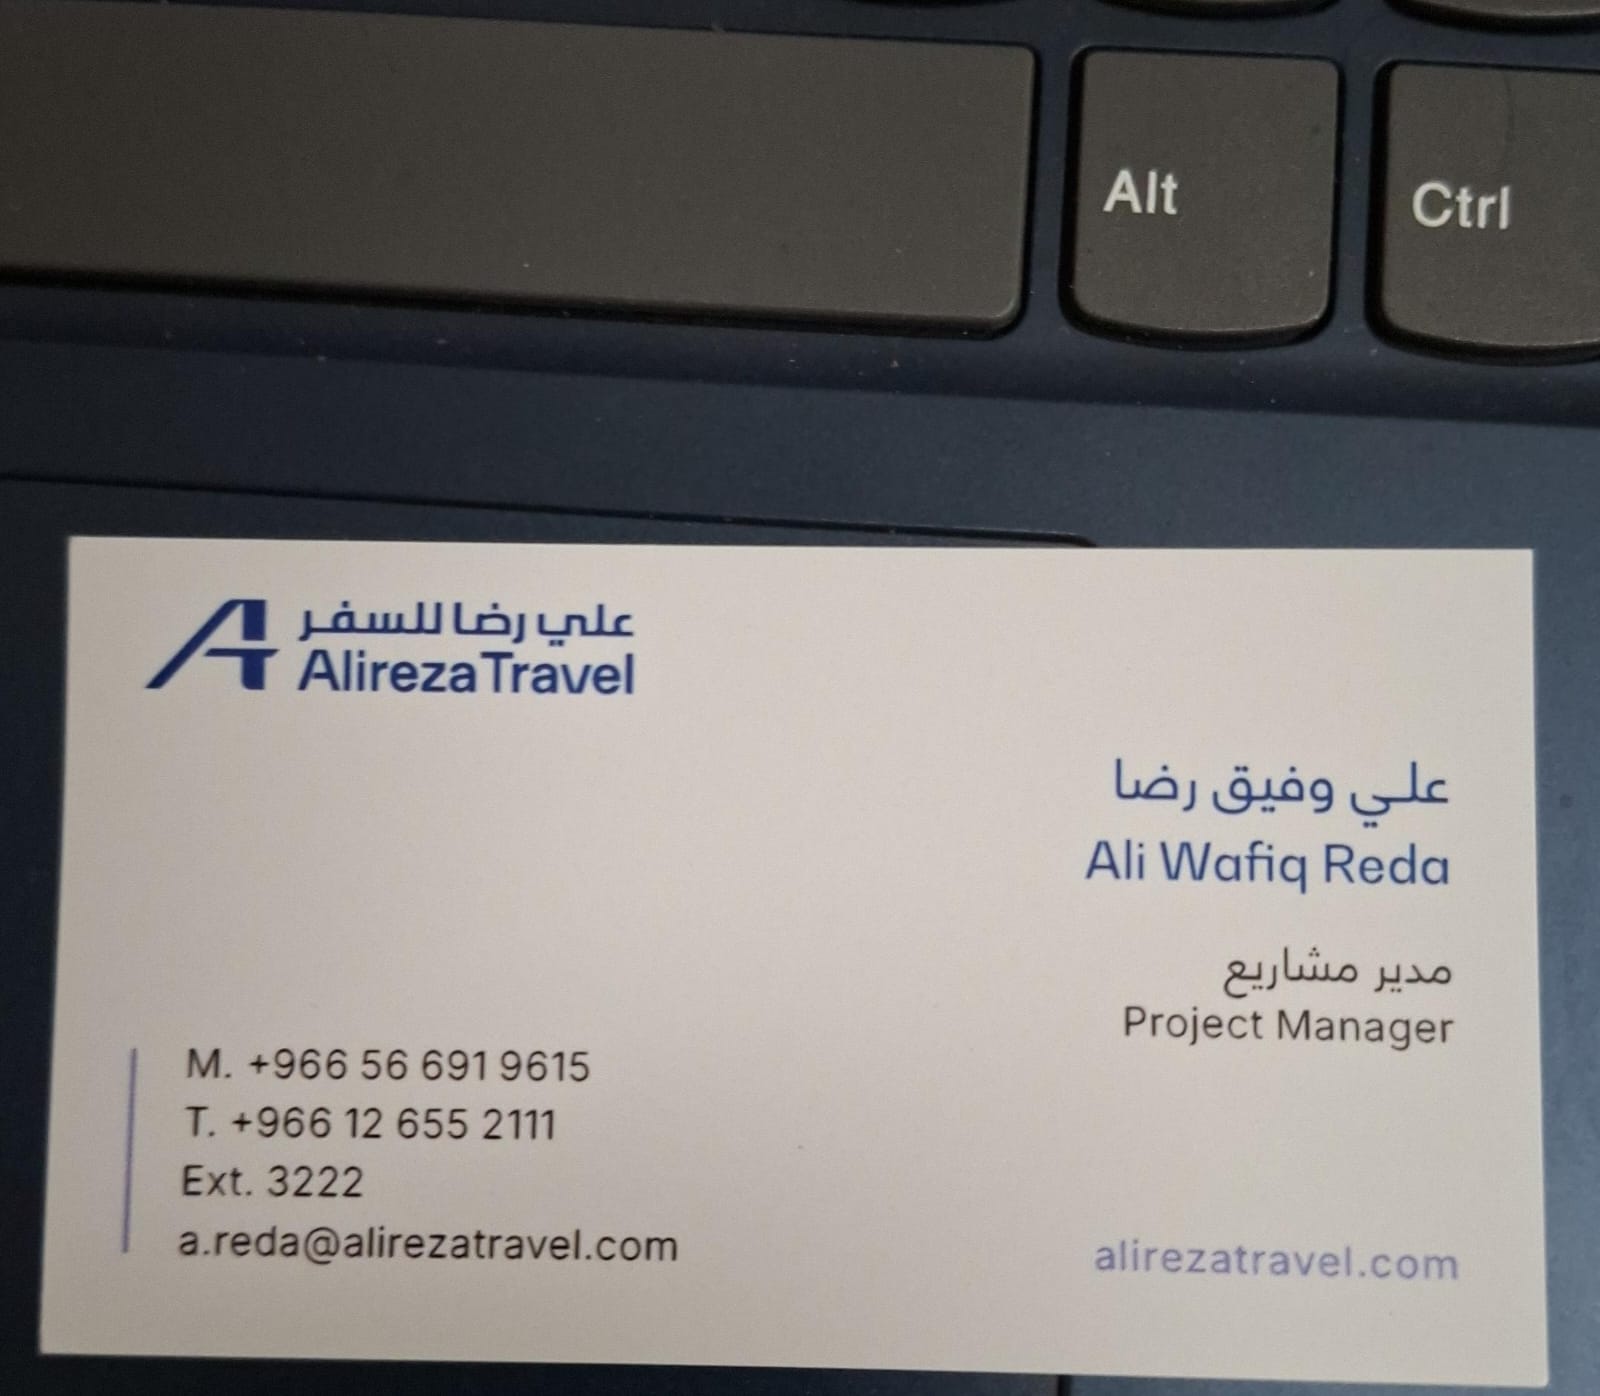 Alt
Ctrl
علي رضا للسفر
Alireza Travel
علي وفيق رضا
Ali Wafiq Reda
مدير مشاريع
Project Manager
M. +966 56 691 9615
T. +966 12 655 2111
Ext. 3222
a.reda@alirezatravel.com
alirezatravel.com